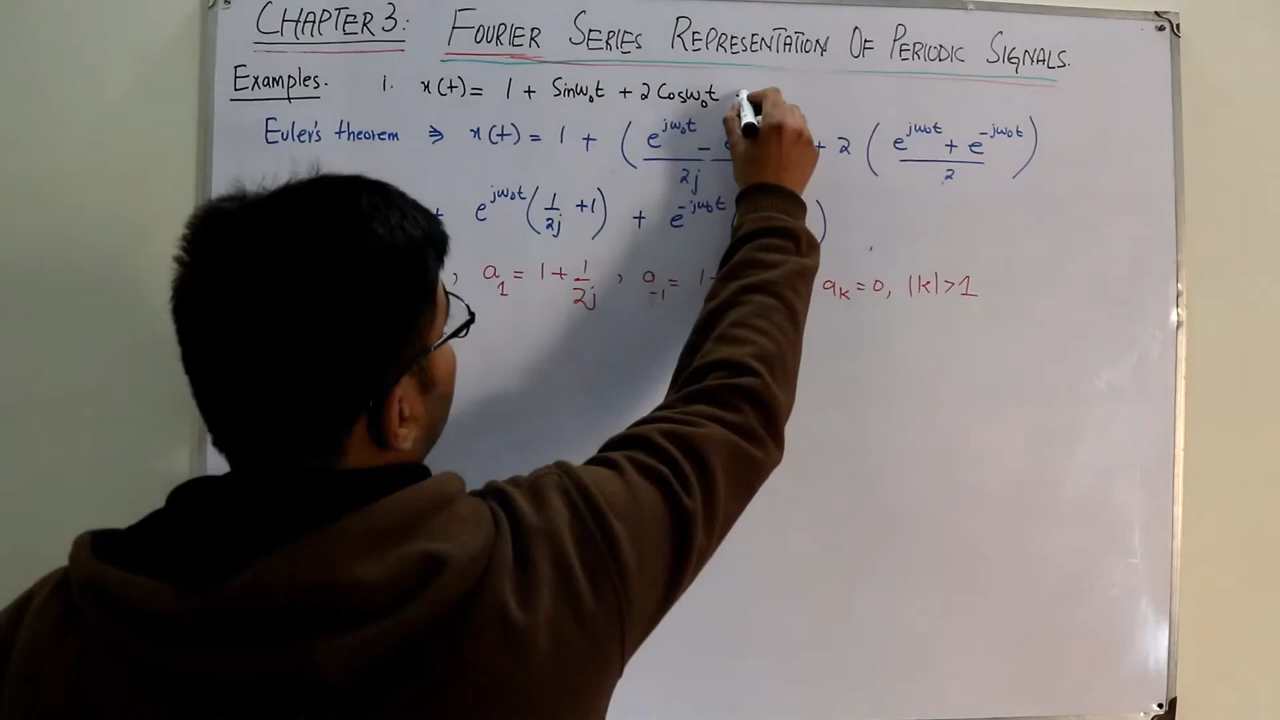 CHAPTER 3: FOURIER SERIES REPRESENTATION OF PERIODIC SIGNALS.
Examples. 1. x(t) = 1 + Sinω₀t + 2 Cosω₀t
Euler's theorem ⇒ x(t) = 1 + ( e^{jω₀t} - / 2j + 2 ( e^{jω₀t} + e^{-jω₀t} / 2 )
e^{jω₀t} ( 1/2j + 1 ) + e^{-jω₀t} ( )
, a₁ = 1 + 1/2j , a₋₁ = 1 - a_k = 0, |k| > 1